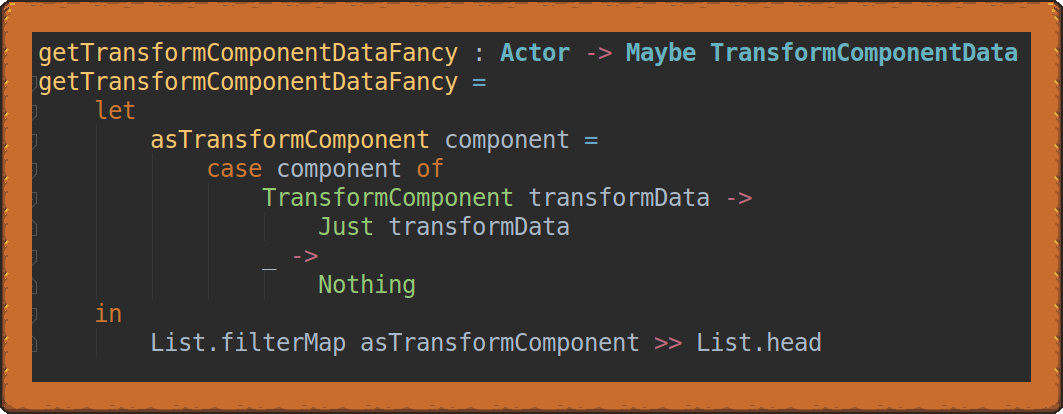 getTransformComponentDataFancy : Actor -> Maybe TransformComponentData
getTransformComponentDataFancy =
    let
        asTransformComponent component =
            case component of
                TransformComponent transformData ->
                    Just transformData
                _ ->
                    Nothing
    in
        List.filterMap asTransformComponent >> List.head